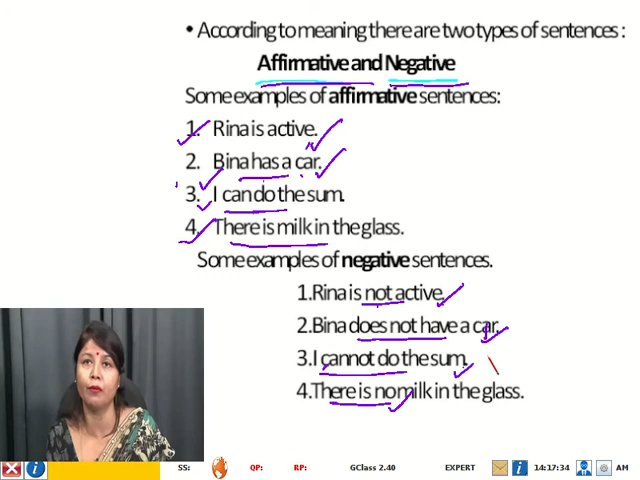 • According to meaning there are two types of sentences :
Affirmative and Negative
Some examples of affirmative sentences:
1. Rina is active.
2. Bina has a car.
3. I can do the sum.
4. There is milk in the glass.
Some examples of negative sentences.
1.Rina is not active.
2.Bina does not have a car.
3.I cannot do the sum.
4.There is no milk in the glass.
SS: QP: RP: GClass 2.40 EXPERT 14:17:34 AM